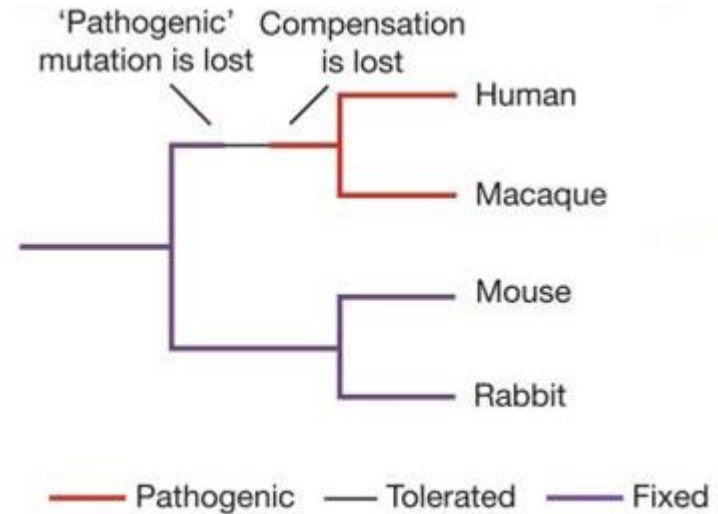 ‘Pathogenic’
mutation is lost
Compensation
is lost
Human
Macaque
Mouse
Rabbit
Pathogenic
Tolerated
Fixed